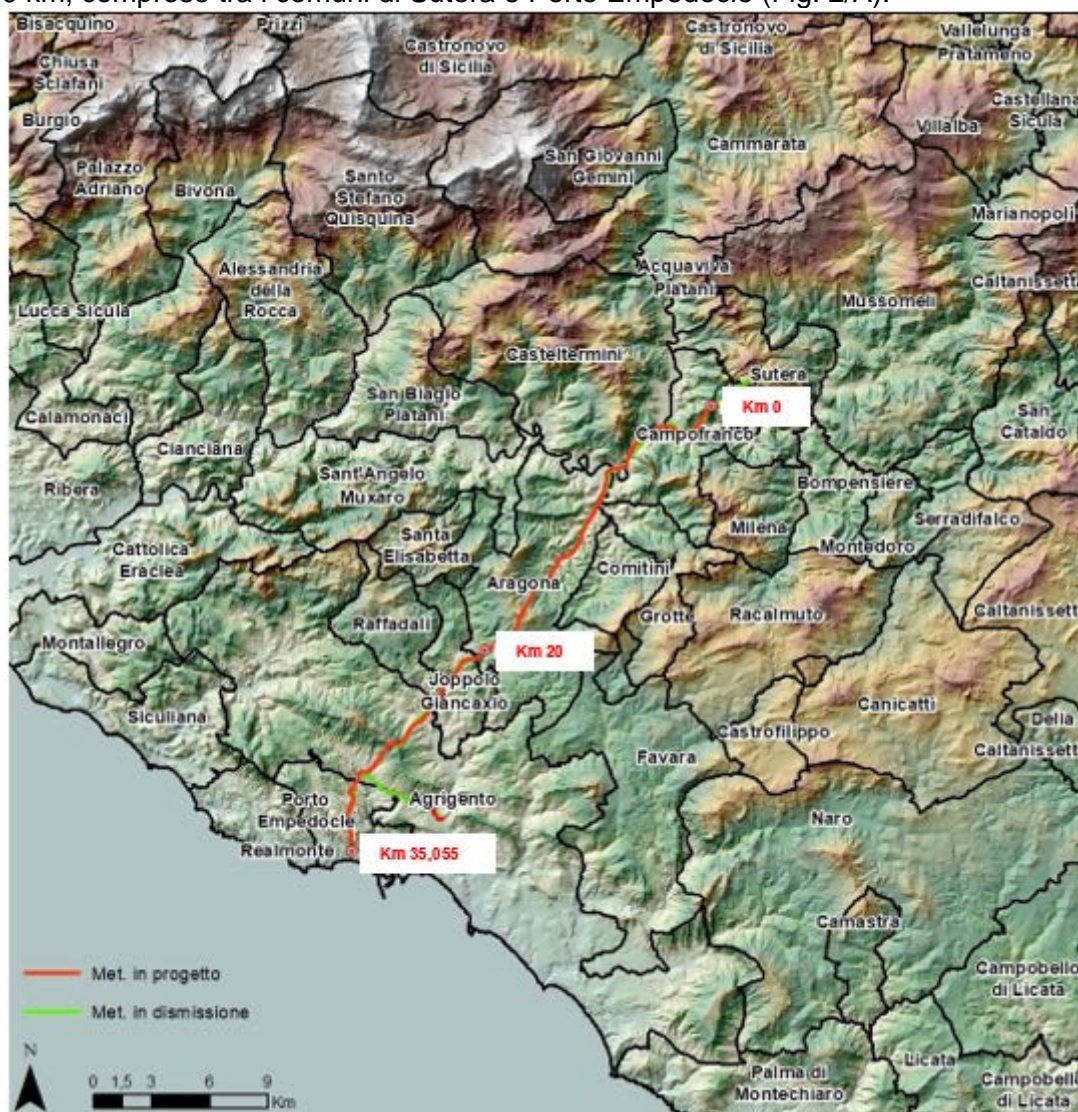 km, compreso tra i comuni di Sutera e Porto Empedocle (Fig. 2/A).
Bisacquino
Prizzi
Castronovo
di Sicilia
Castronovo
di Sicilia
Vallelunga
Pratameno
Chiusa
Sclafani
Castellana
Sicula
Burgio
Villalba
Palazzo
Adriano
Bivona
Santo
Stefano
Quisquina
San Giovanni
Gemini
Cammarata
Marianopoli
Alessandria
della
Rocca
Acquaviva
Platani
Caltanissett
Lucca Sicula
Mussomeli
Casteltermini
Sutera
San Biagio
Platani
Km 0
Calamonaci
Campofranco
San
Cataldo
Cianciana
Sant'Angelo
Muxaro
Ribera
Bompensiere
Milena
Serradifalco
Santa
Elisabetta
Montedoro
Cattolica
Eraclea
Aragona
Comitini
Grotte
Racalmuto
Caltanissett
Raffadali
Montallegro
Km 20
Joppolo
Giancaxio
Siculiana
Canicatti
Castrofilippo
Delia
Caltanissett
Favara
Porto
Empedocle
Agrigento
Naro
Realmonte
Km 35,055
Camastra
Met. in progetto
Met. in dismissione
Campobello
di Licata
N
0 1,5 3 6 9
Km
Licata
Palma di
Montechiaro
Campobello
di Licata